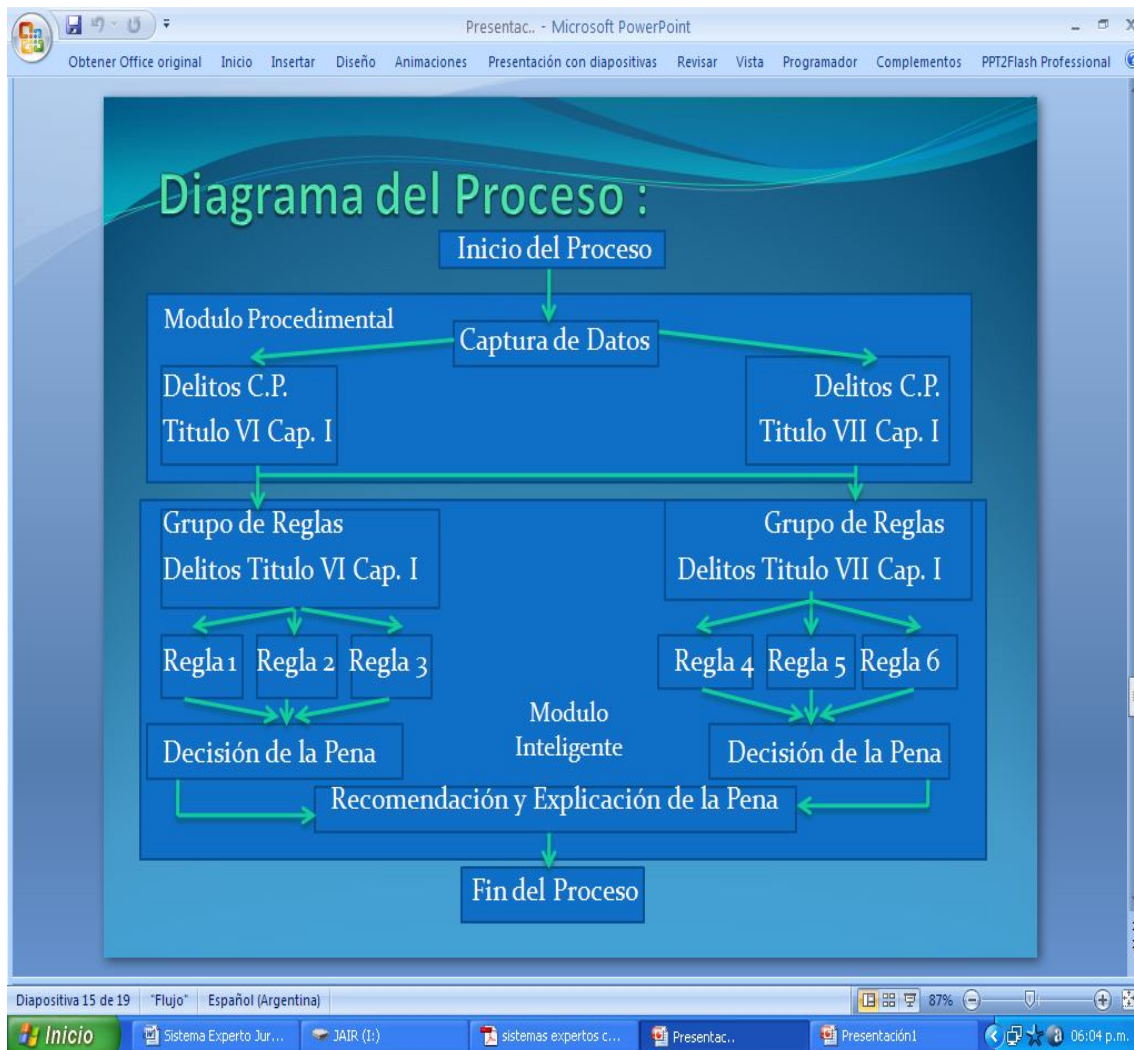 Presentac.. - Microsoft PowerPoint
Obtener Office original Inicio Insertar Diseño Animaciones Presentación con diapositivas Revisar Vista Programador Complementos PPT2Flash Professional
Diagrama del Proceso :
Inicio del Proceso
Modulo Procedimental
Captura de Datos
Delitos C.P.
Titulo VI Cap. I
Delitos C.P.
Titulo VII Cap. I
Grupo de Reglas
Delitos Titulo VI Cap. I
Grupo de Reglas
Delitos Titulo VII Cap. I
Regla 1 Regla 2 Regla 3
Regla 4 Regla 5 Regla 6
Modulo
Inteligente
Decisión de la Pena
Decisión de la Pena
Recomendación y Explicación de la Pena
Fin del Proceso
Diapositiva 15 de 19 "Flujo" Español (Argentina) 87%
Inicio Sistema Experto Jur... JAIR (I:) sistemas expertos c... Presentac.. Presentación1 06:04 p.m.